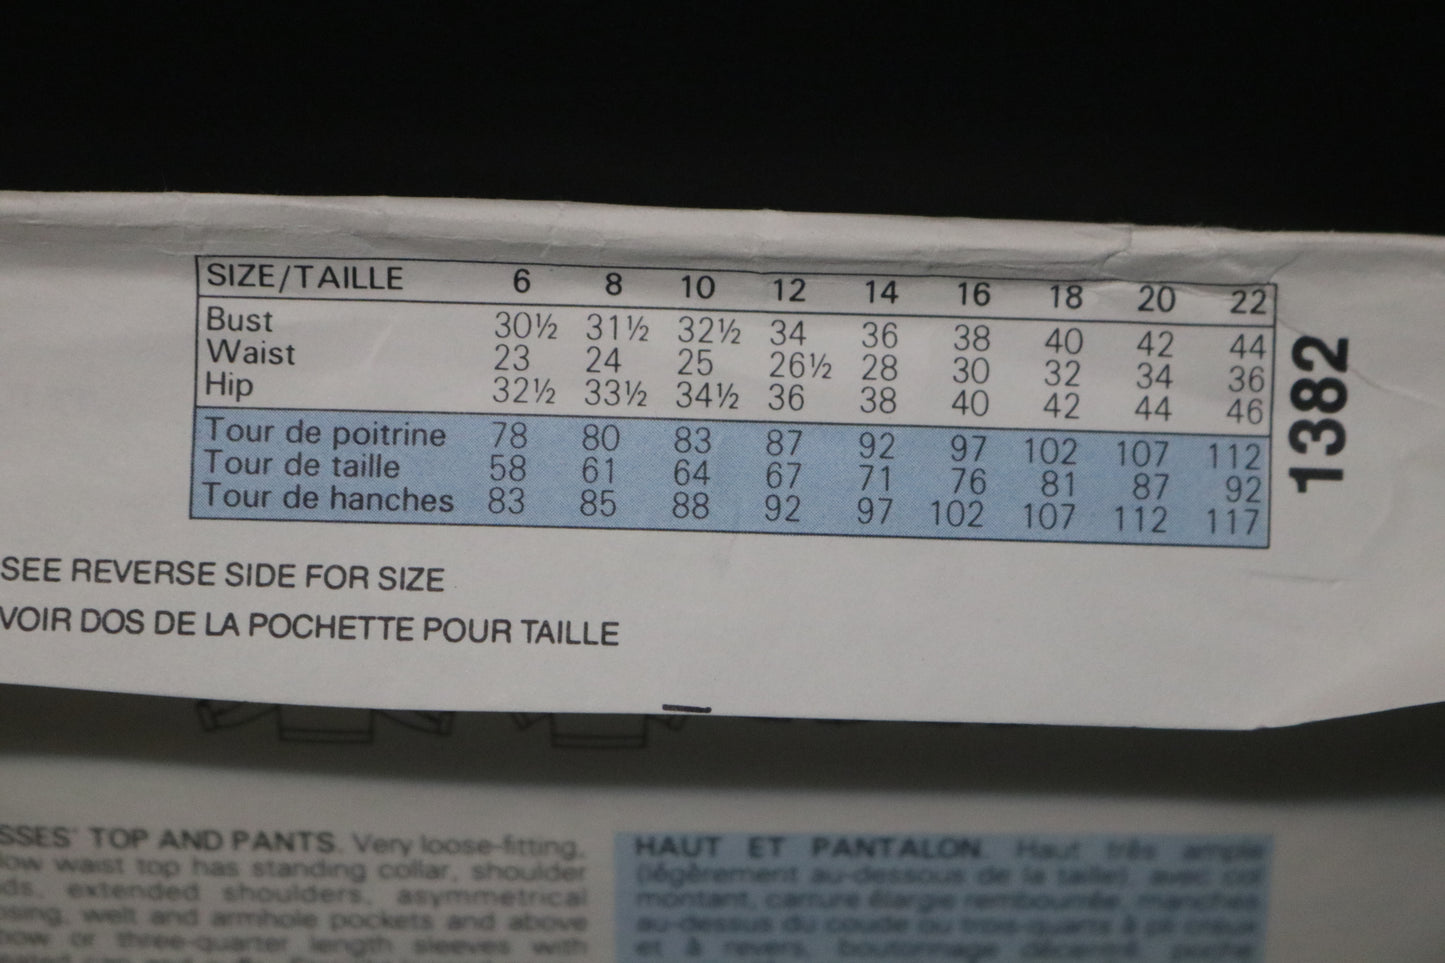 SIZE/TAILLE 6 8 10 12 14 16 18 20 22
Bust 30½ 31½ 32½ 34 36 38 40 42 44
Waist 23 24 25 26½ 28 30 32 34 36
Hip 32½ 33½ 34½ 36 38 40 42 44 46
Tour de poitrine 78 80 83 87 92 97 102 107 112
Tour de taille 58 61 64 67 71 76 81 87 92
Tour de hanches 83 85 88 92 97 102 107 112 117
1382
SEE REVERSE SIDE FOR SIZE
VOIR DOS DE LA POCHETTE POUR TAILLE
SSES' TOP AND PANTS. Very loose-fitting,
low waist top has standing collar, shoulder
ds, extended shoulders, asymmetrical
osing, welt and armhole pockets and above
bow or three-quarter length sleeves with
HAUT ET PANTALON. Haut très ample
(légèrement au-dessous de la taille), avec col
montant, carrure élargie rembourrée, manches
au-dessus du coude ou trois-quarts à pli creux
et à revers, boutonnage décentré, poche